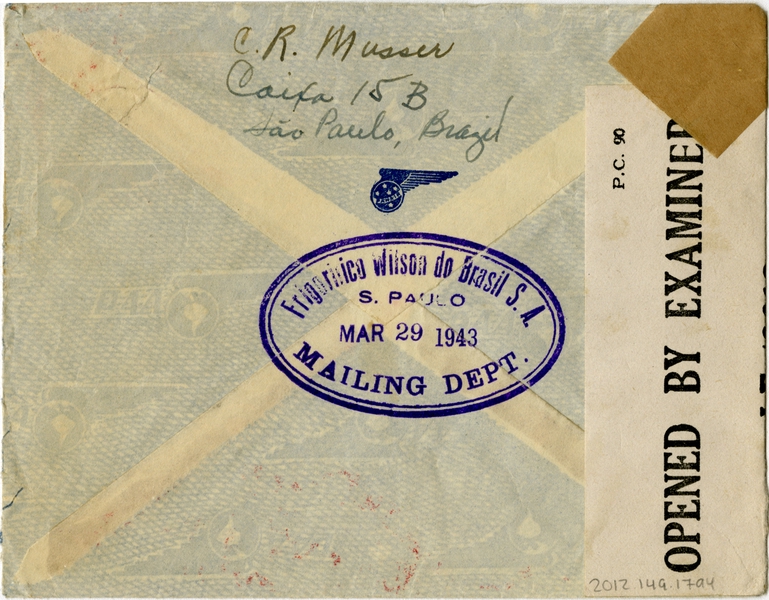 C. R. Musser
Caixa 15 B
São Paulo, Brazil
PANAIR
Frigorifico Wilson do Brasil S. A.
S. PAULO
MAR 29 1943
MAILING DEPT.
P.C. 90
OPENED BY EXAMINER
2012.149.1794